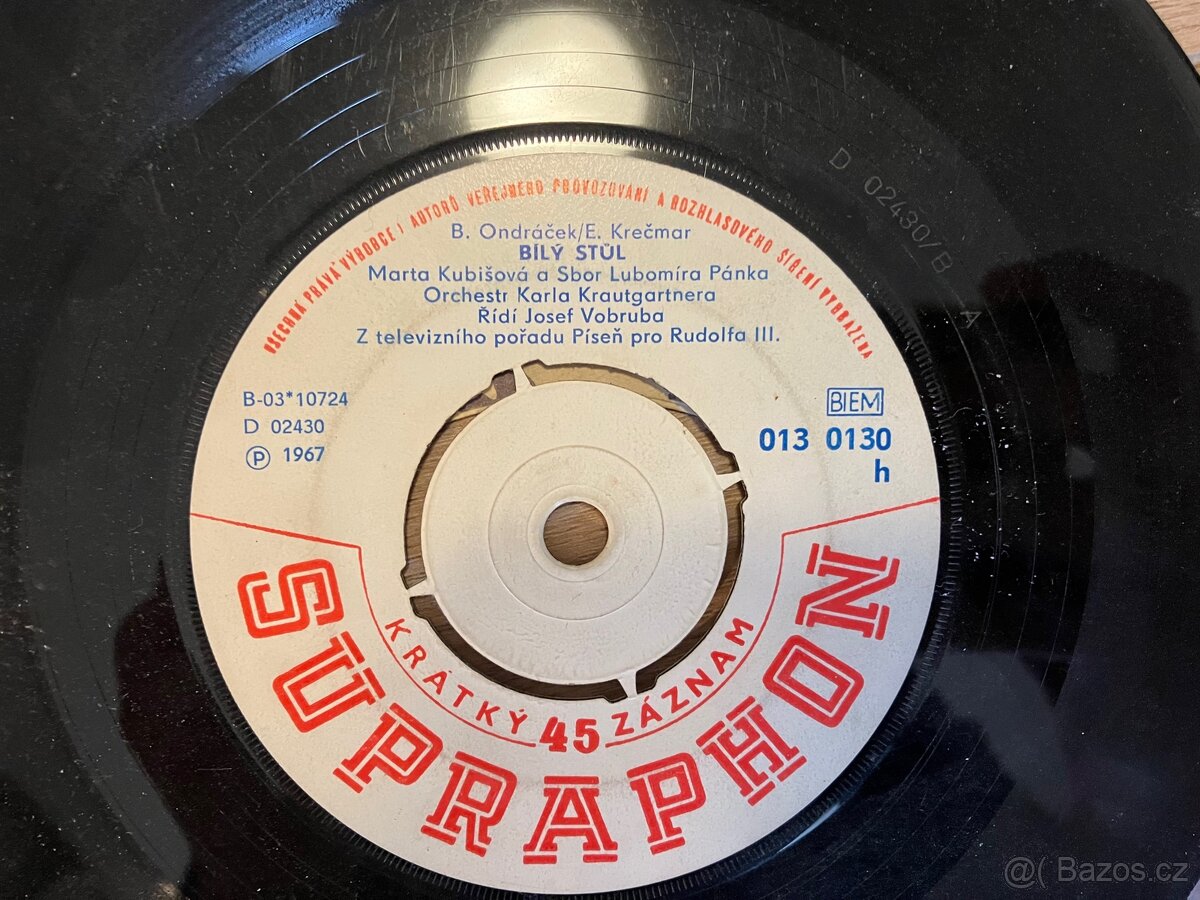 VŠECHNA PRÁVA VÝROBCE I AUTORŮ VEŘEJNÉHO PROVOZOVÁNÍ A ROZHLASOVÉHO ŠÍŘENÍ VYHRAŽENA
B. Ondráček/E. Krečmar
BÍLÝ STŮL
Marta Kubišová a Sbor Lubomíra Pánka
Orchestr Karla Krautgartnera
Řídí Josef Vobruba
Z televizního pořadu Píseň pro Rudolfa III.
B-03*10724
D 02430
Ⓟ 1967
BIEM
013 0130
h
KRÁTKÝ 45 ZÁZNAM
SUPRAPHON
D 02430/B A
@( Bazos.cz